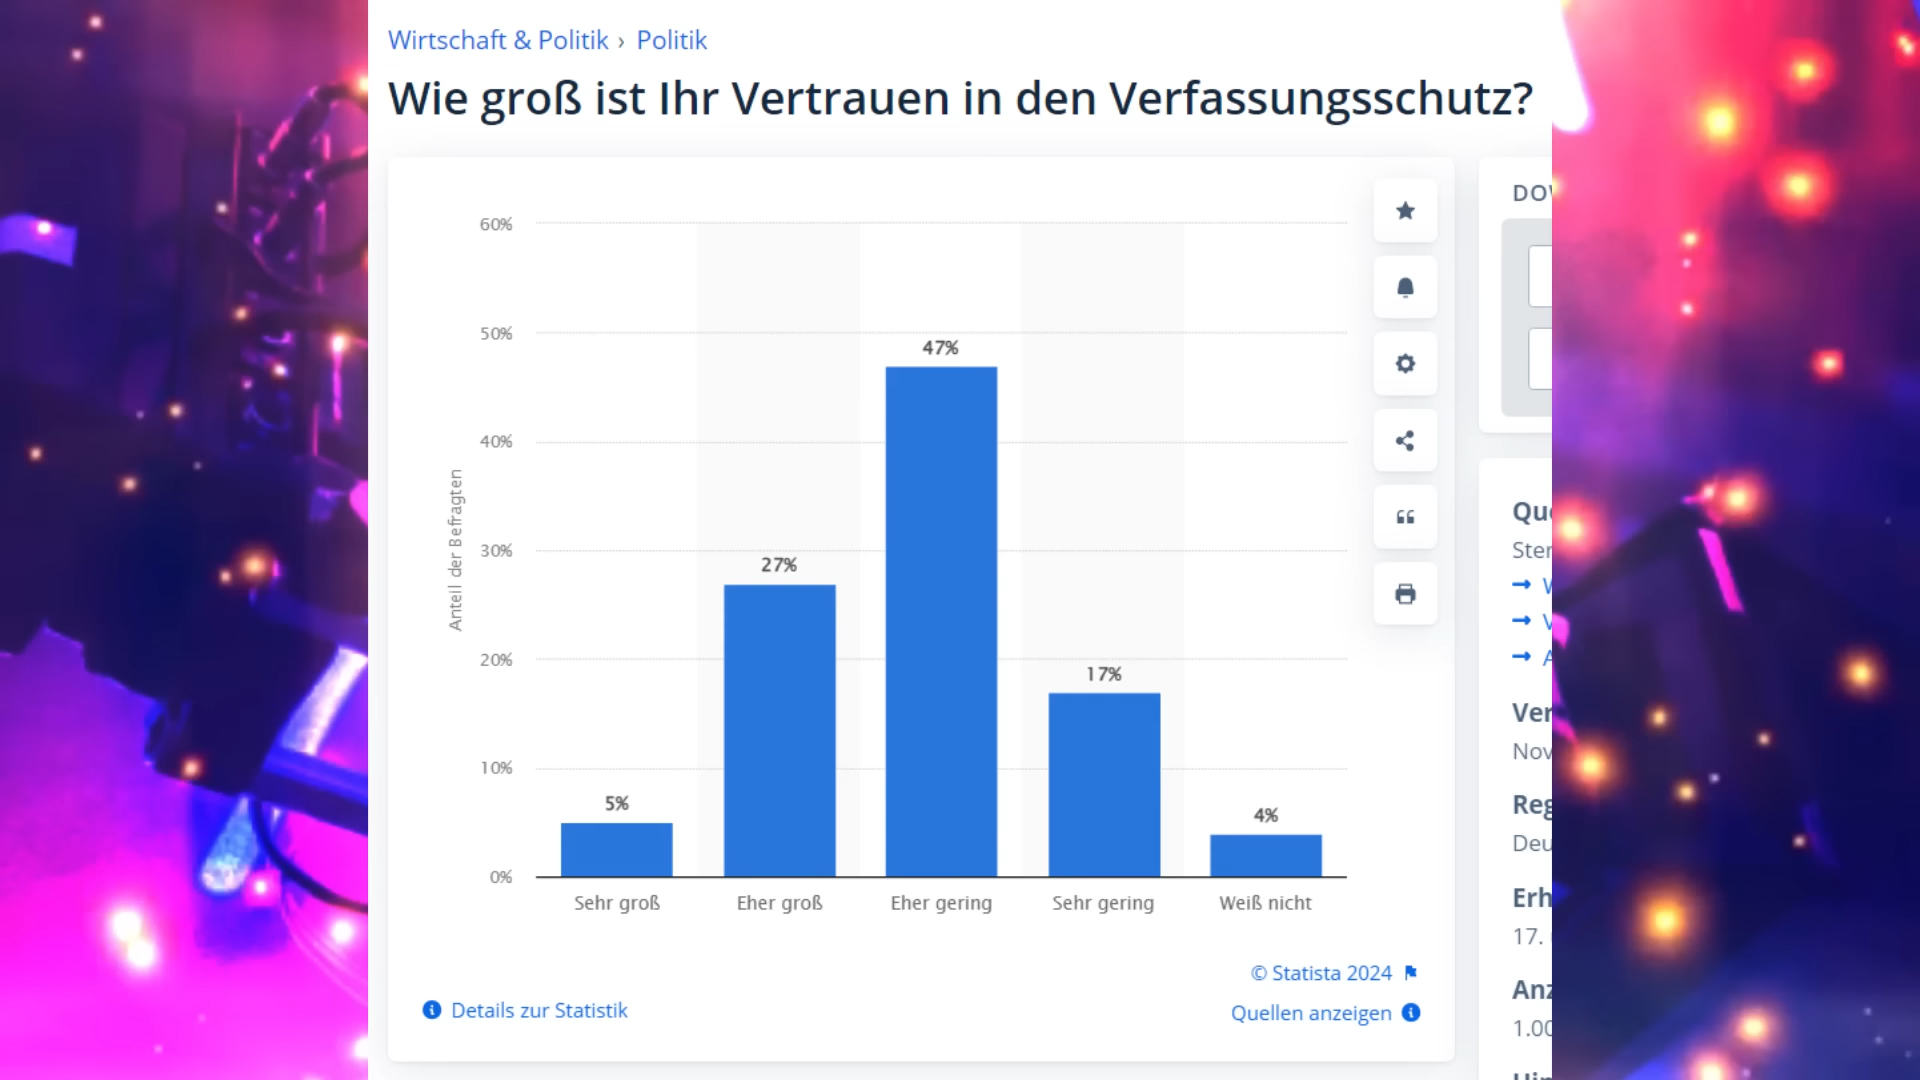 Wirtschaft & Politik › Politik
Wie groß ist Ihr Vertrauen in den Verfassungsschutz?
60%
50%
40%
30%
20%
10%
0%
Anteil der Befragten
5%
27%
47%
17%
4%
Sehr groß
Eher groß
Eher gering
Sehr gering
Weiß nicht
© Statista 2024
Details zur Statistik
Quellen anzeigen
17.